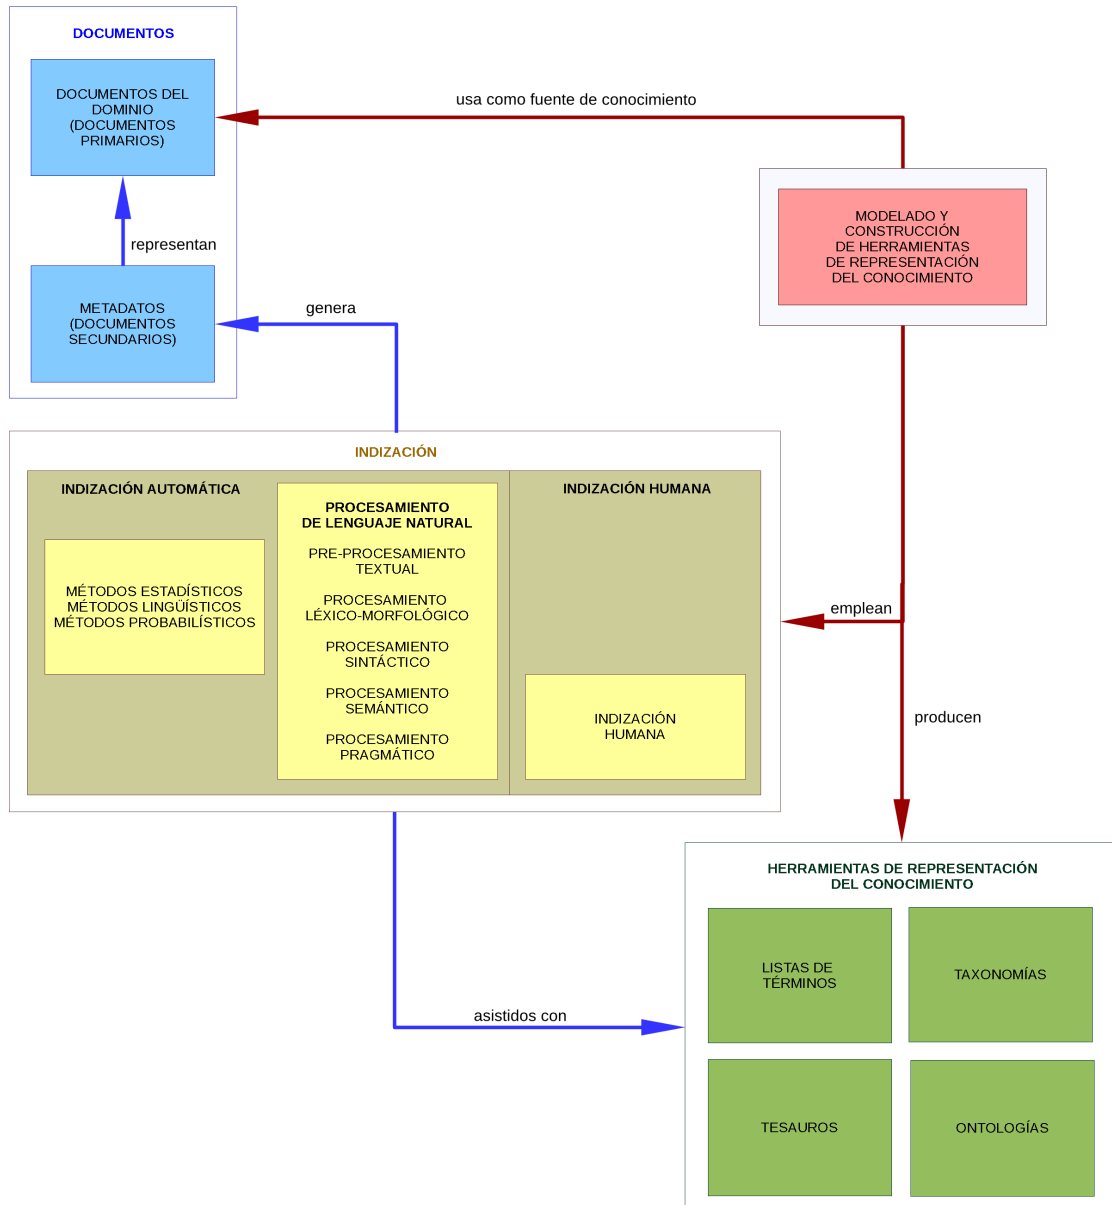 DOCUMENTOS
DOCUMENTOS DEL
DOMINIO
(DOCUMENTOS
PRIMARIOS)
usa como fuente de conocimiento
MODELADO Y
CONSTRUCCIÓN
DE HERRAMIENTAS
DE REPRESENTACIÓN
DEL CONOCIMIENTO
representan
METADATOS
(DOCUMENTOS
SECUNDARIOS)
genera
INDIZACIÓN
INDIZACIÓN AUTOMÁTICA
MÉTODOS ESTADÍSTICOS
MÉTODOS LINGÜÍSTICOS
MÉTODOS PROBABILÍSTICOS
PROCESAMIENTO
DE LENGUAJE NATURAL
PRE-PROCESAMIENTO
TEXTUAL
PROCESAMIENTO
LÉXICO-MORFOLÓGICO
PROCESAMIENTO
SINTÁCTICO
PROCESAMIENTO
SEMÁNTICO
PROCESAMIENTO
PRAGMÁTICO
INDIZACIÓN HUMANA
INDIZACIÓN
HUMANA
emplean
producen
asistidos con
HERRAMIENTAS DE REPRESENTACIÓN
DEL CONOCIMIENTO
LISTAS DE
TÉRMINOS
TAXONOMÍAS
TESAUROS
ONTOLOGÍAS